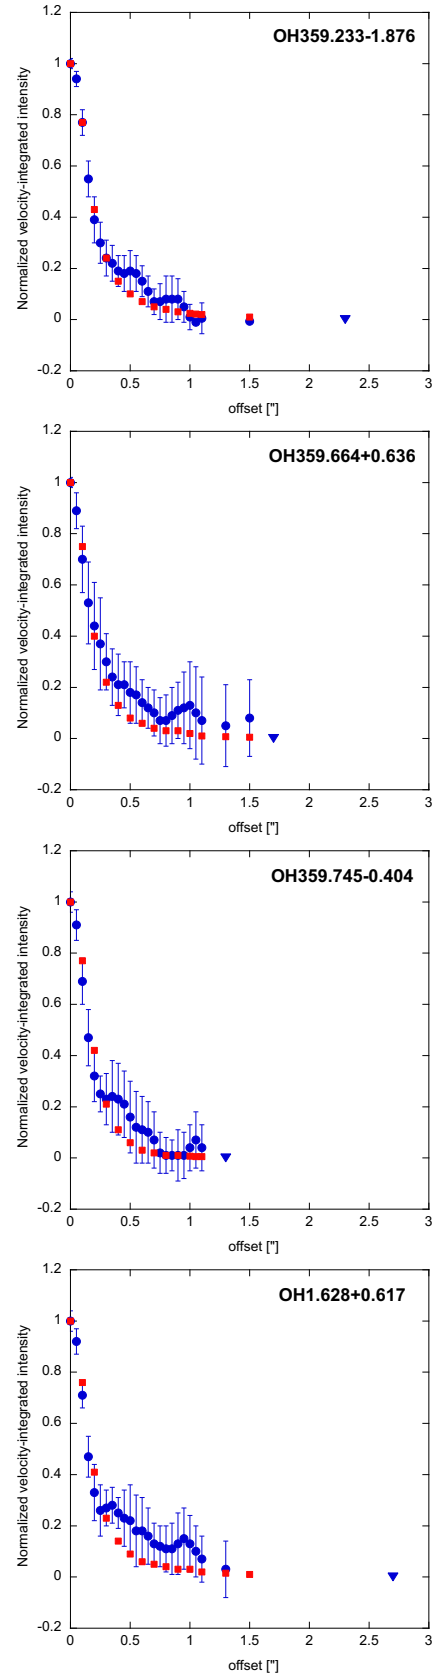 OH359.233-1.876
Normalized velocity-integrated intensity
1.2
1
0.8
0.6
0.4
0.2
0
-0.2
0 0.5 1 1.5 2 2.5 3
offset ["]
OH359.664+0.636
Normalized velocity-integrated intensity
1.2
1
0.8
0.6
0.4
0.2
0
-0.2
0 0.5 1 1.5 2 2.5 3
offset ["]
OH359.745-0.404
Normalized velocity-integrated intensity
1.2
1
0.8
0.6
0.4
0.2
0
-0.2
0 0.5 1 1.5 2 2.5 3
offset ["]
OH1.628+0.617
Normalized velocity-integrated intensity
1.2
1
0.8
0.6
0.4
0.2
0
-0.2
0 0.5 1 1.5 2 2.5 3
offset ["]